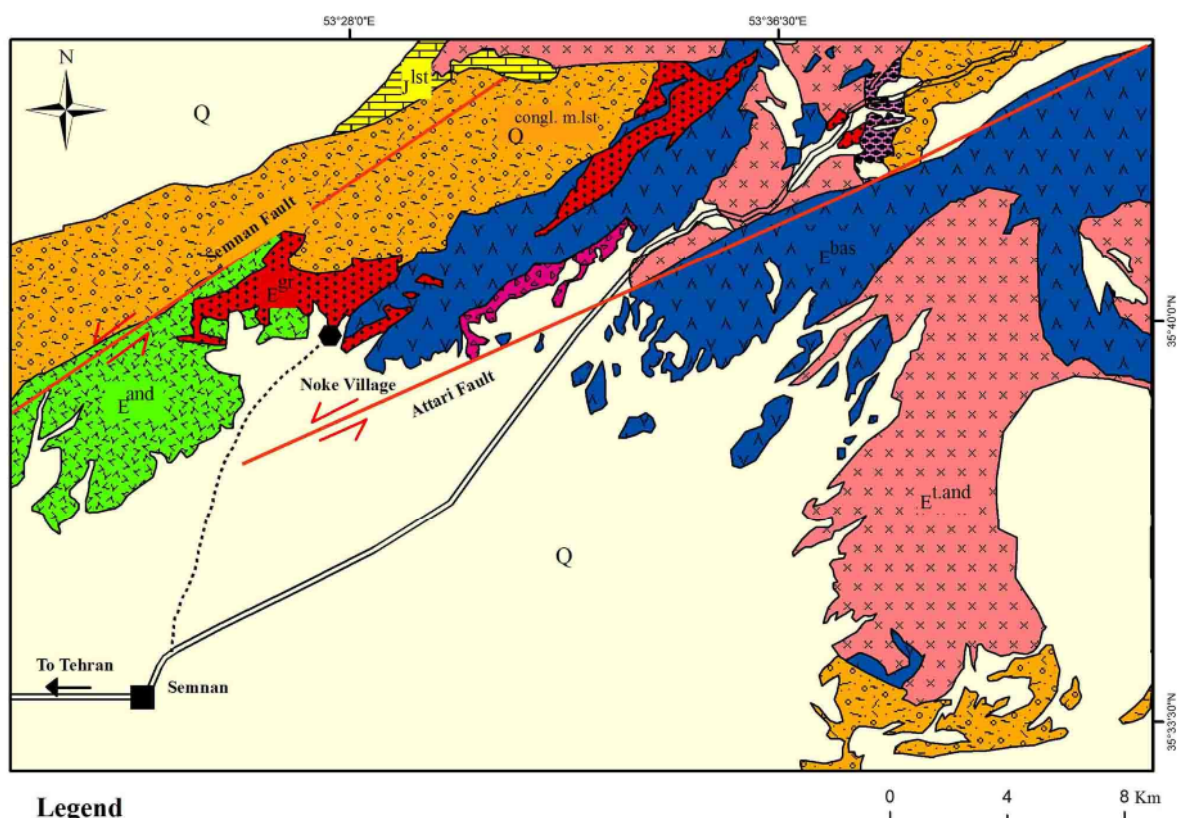 53°28'0"E
53°36'30"E
N
Q
J lst
congl. m.lst
Q
Semnan Fault
E bas
E gr
35°40'0"N
Noke Village
E and
Attari Fault
E t.and
Q
To Tehran
Semnan
35°33'30"N
Legend
0 4 8 Km